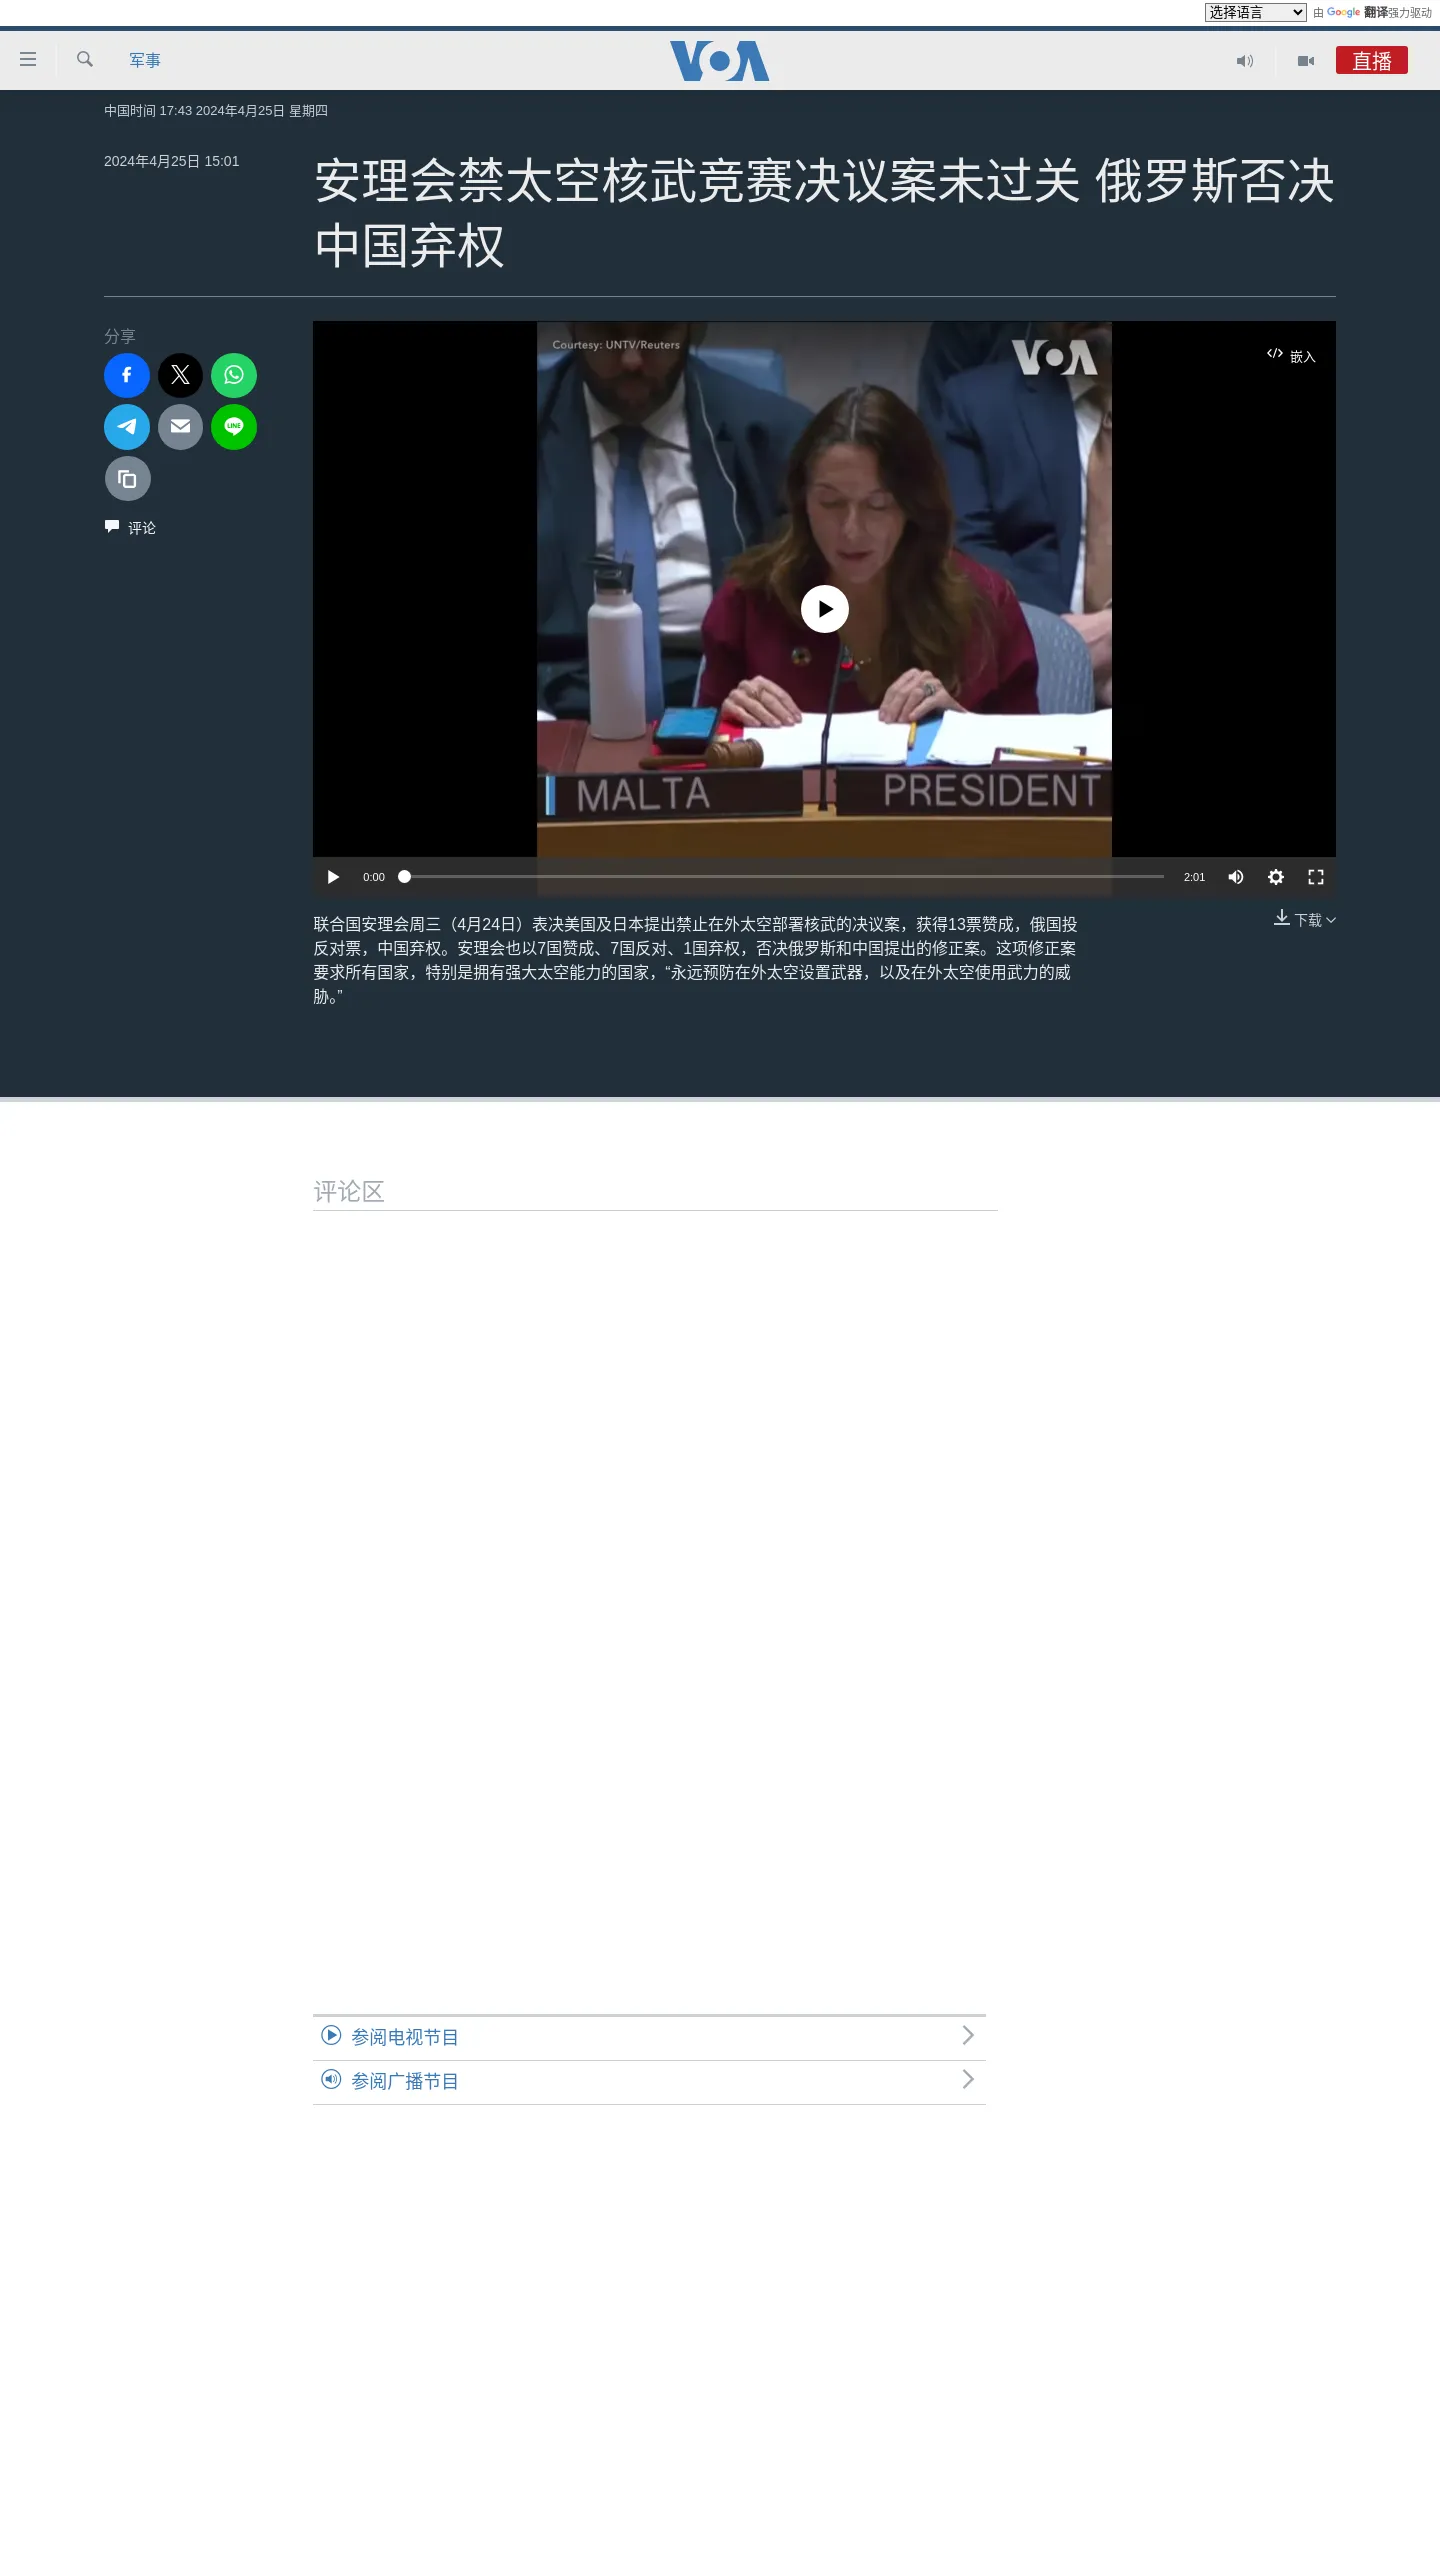 选择语言
由 Google 翻译强力驱动
军事
VOA
直播
中国时间 17:43 2024年4月25日 星期四
2024年4月25日 15:01
安理会禁太空核武竞赛决议案未过关 俄罗斯否决
中国弃权
分享
LINE
评论
Courtesy: UNTV/Reuters
VOA
嵌入
MALTA
PRESIDENT
0:00
2:01
联合国安理会周三（4月24日）表决美国及日本提出禁止在外太空部署核武的决议案，获得13票赞成，俄国投
反对票，中国弃权。安理会也以7国赞成、7国反对、1国弃权，否决俄罗斯和中国提出的修正案。这项修正案
要求所有国家，特别是拥有强大太空能力的国家，“永远预防在外太空设置武器，以及在外太空使用武力的威
胁。”
下载
评论区
参阅电视节目
参阅广播节目